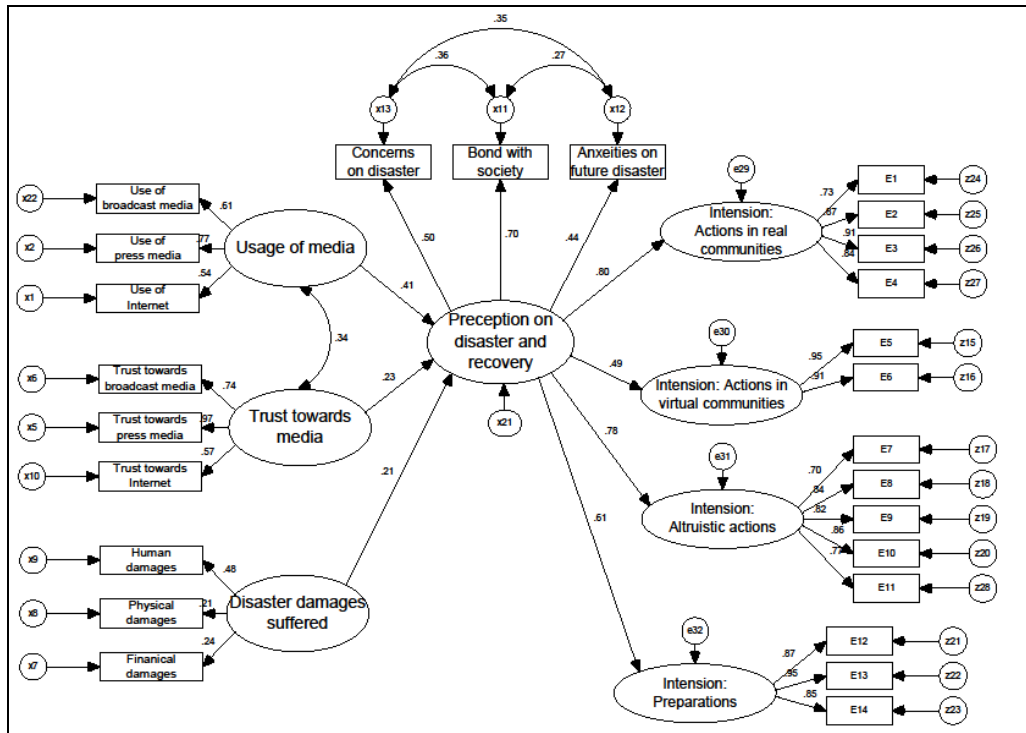 .35
.36
.27
x13
x11
x12
Concerns
on disaster
Bond with
society
Anxeities on
future disaster
x22
Use of
broadcast media
.61
x2
Use of
press media
.77
x1
Use of
Internet
.54
Usage of media
.41
.50
.70
.44
.80
e29
Intension:
Actions in real
communities
.73
E1
z24
.87
E2
z25
.91
E3
z26
.84
E4
z27
.34
Preception on
disaster and
recovery
x21
.49
e30
Intension: Actions in
virtual communities
.95
E5
z15
.91
E6
z16
x6
Trust towards
broadcast media
.74
x5
Trust towards
press media
.97
x10
Trust towards
Internet
.57
Trust towards
media
.23
.78
e31
Intension:
Altruistic actions
.70
E7
z17
.84
E8
z18
.82
E9
z19
.86
E10
z20
.77
E11
z28
.21
.61
x9
Human
damages
.48
x8
Physical
damages
.21
x7
Finanical
damages
.24
Disaster damages
suffered
e32
Intension:
Preparations
.87
E12
z21
.95
E13
z22
.85
E14
z23